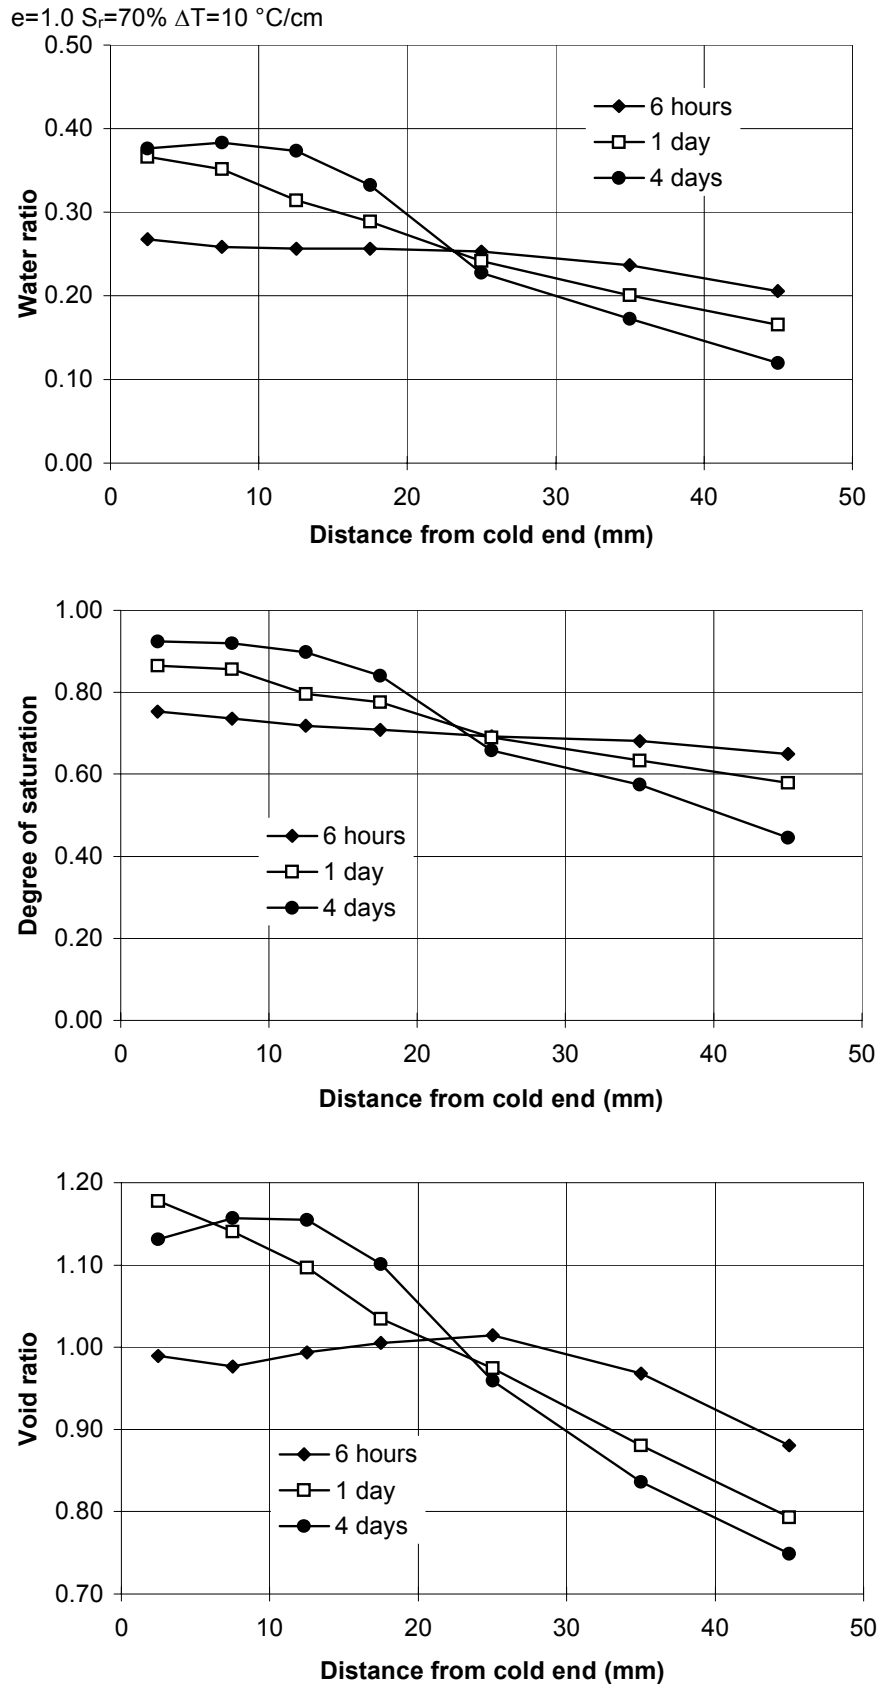 e=1.0 Sᵣ=70% ΔT=10 °C/cm
0.50
0.40
0.30
0.20
0.10
0.00
Water ratio
6 hours
1 day
4 days
0 10 20 30 40 50
Distance from cold end (mm)
1.00
0.80
0.60
0.40
0.20
0.00
Degree of saturation
6 hours
1 day
4 days
0 10 20 30 40 50
Distance from cold end (mm)
1.20
1.10
1.00
0.90
0.80
0.70
Void ratio
6 hours
1 day
4 days
0 10 20 30 40 50
Distance from cold end (mm)